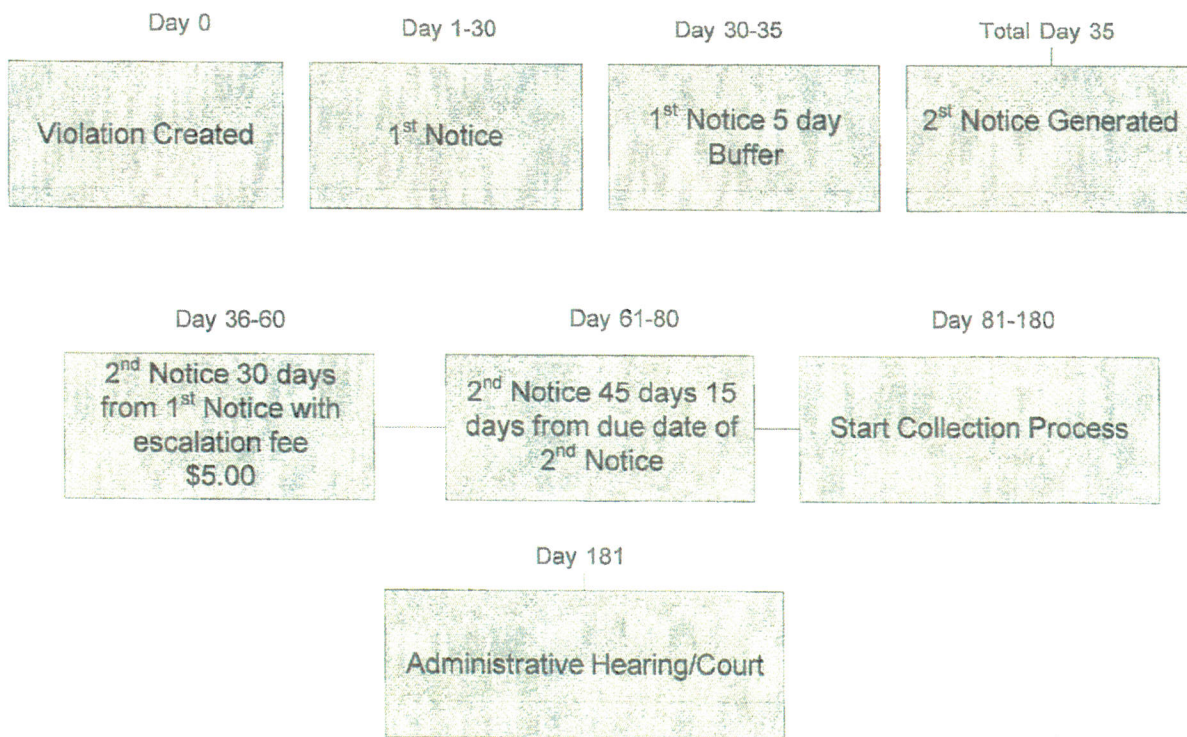 Day 0
Violation Created
Day 1-30
1st Notice
Day 30-35
1st Notice 5 day
Buffer
Total Day 35
2st Notice Generated
Day 36-60
2nd Notice 30 days
from 1st Notice with
escalation fee
$5.00
Day 61-80
2nd Notice 45 days 15
days from due date of
2nd Notice
Day 81-180
Start Collection Process
Day 181
Administrative Hearing/Court